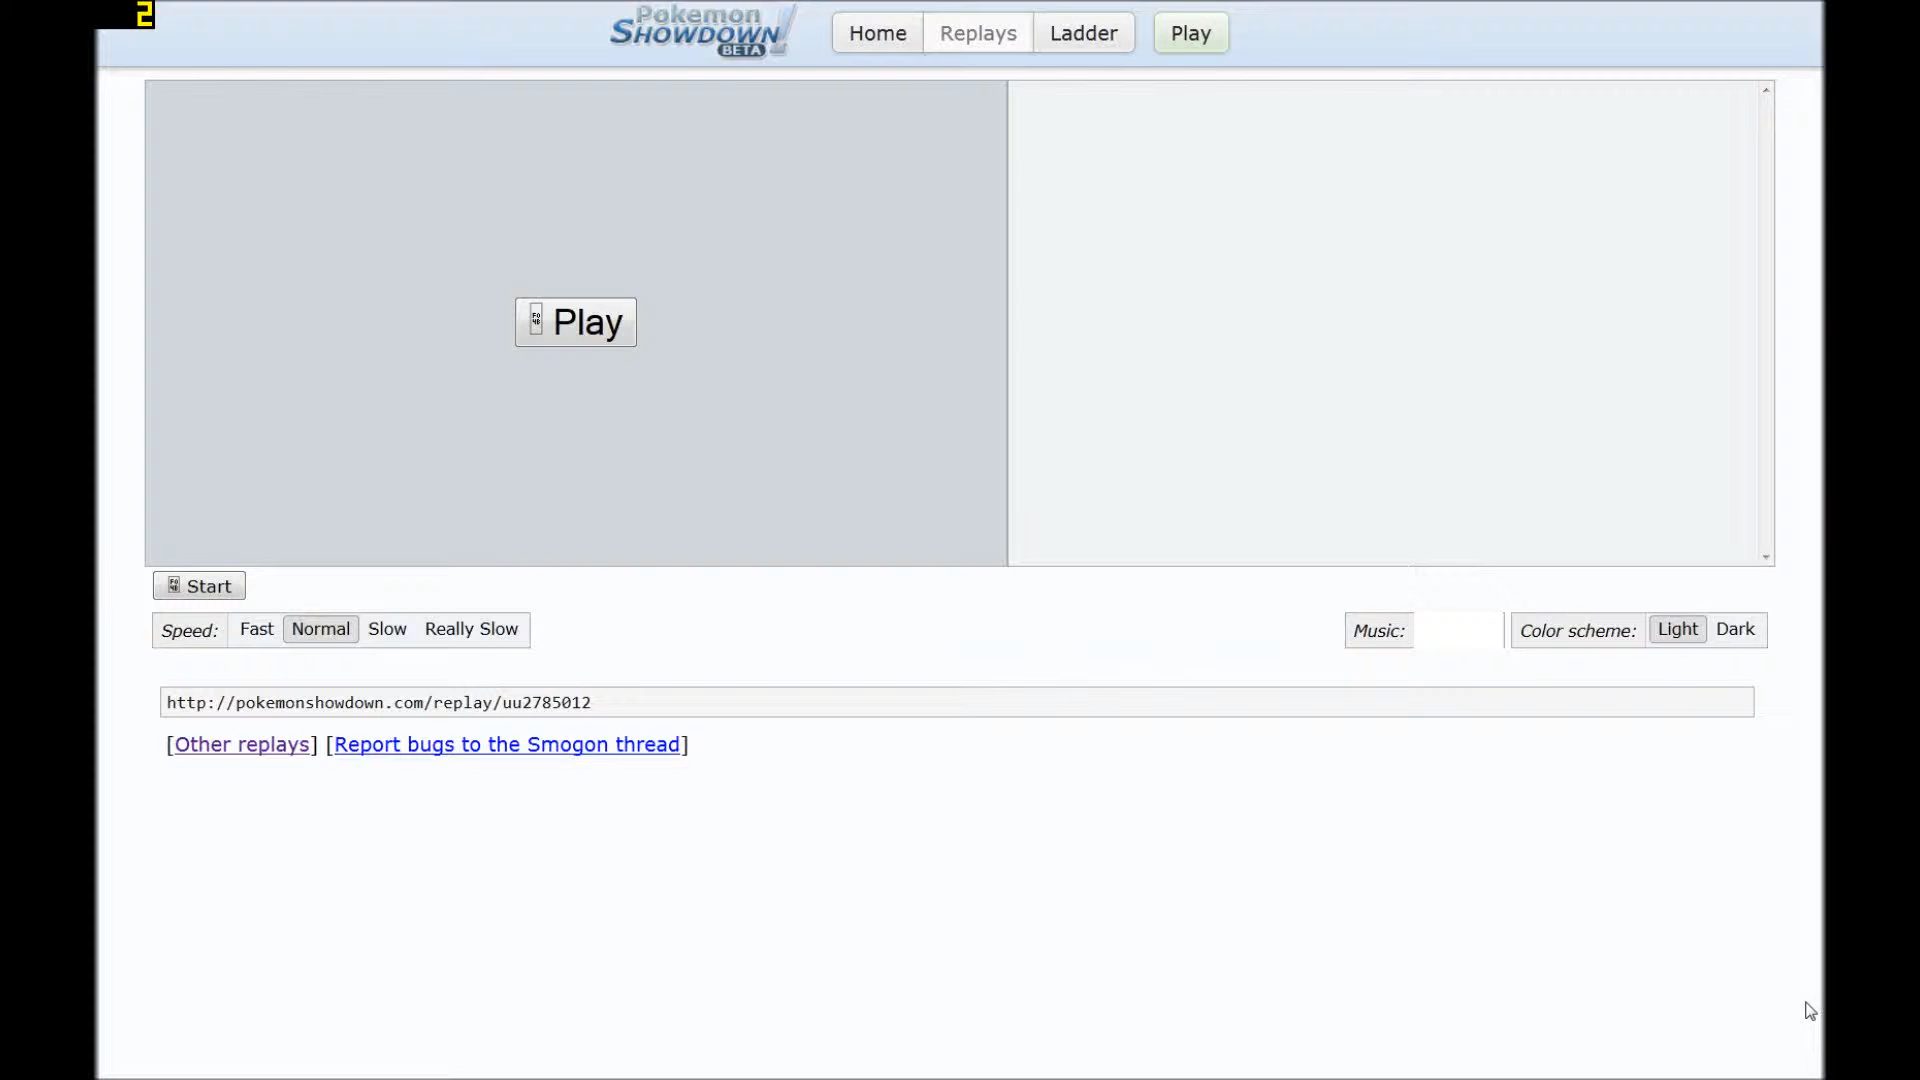 2
Pokemon
SHOWDOWN!
BETA
Home
Replays
Ladder
Play
Play
Start
Speed:
Fast
Normal
Slow
Really Slow
Music:
Color scheme:
Light
Dark
http://pokemonshowdown.com/replay/uu2785012
[Other replays] [Report bugs to the Smogon thread]